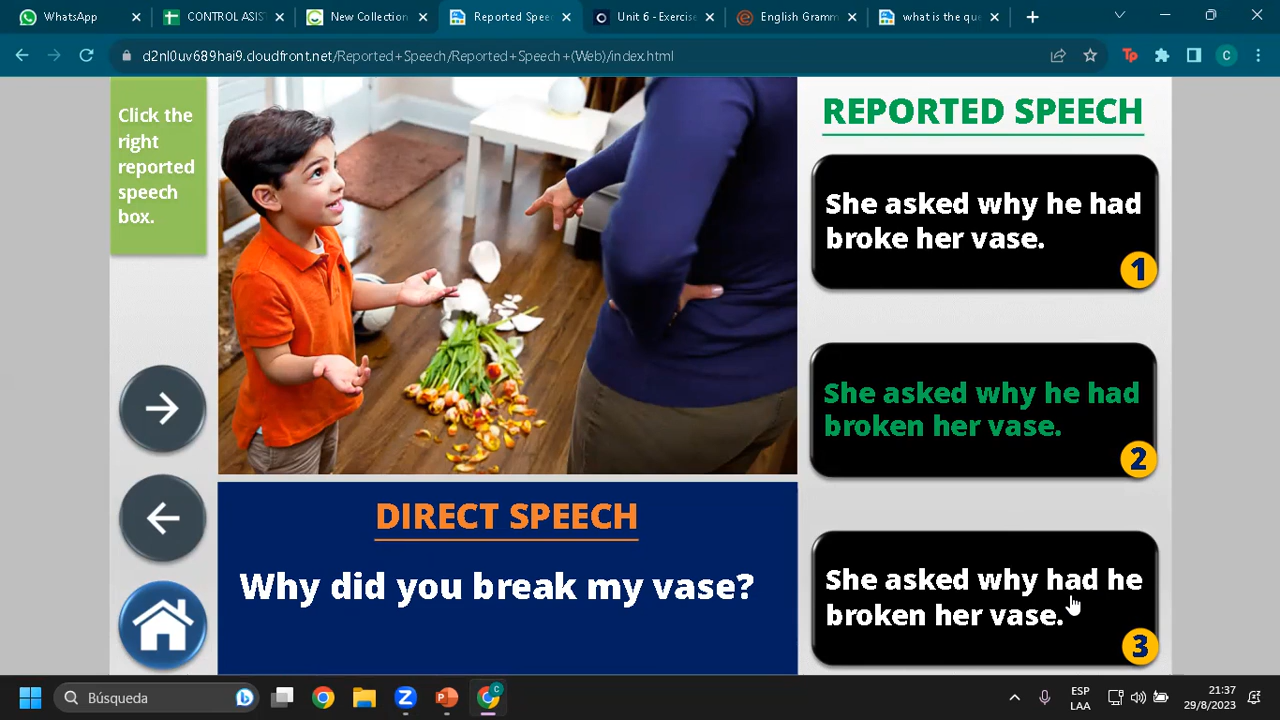 WhatsApp
CONTROL ASIS
New Collection
Reported Spee
Unit 6 - Exercise
English Gramm
what is the que
d2nl0uv689hai9.cloudfront.net/Reported+Speech/Reported+Speech+(Web)/index.html
Tp
C
Click the
right
reported
speech
box.
REPORTED SPEECH
She asked why he had
broke her vase.
1
She asked why he had
broken her vase.
2
She asked why had he
broken her vase.
3
DIRECT SPEECH
Why did you break my vase?
Búsqueda
ESP
LAA
21:37
29/8/2023